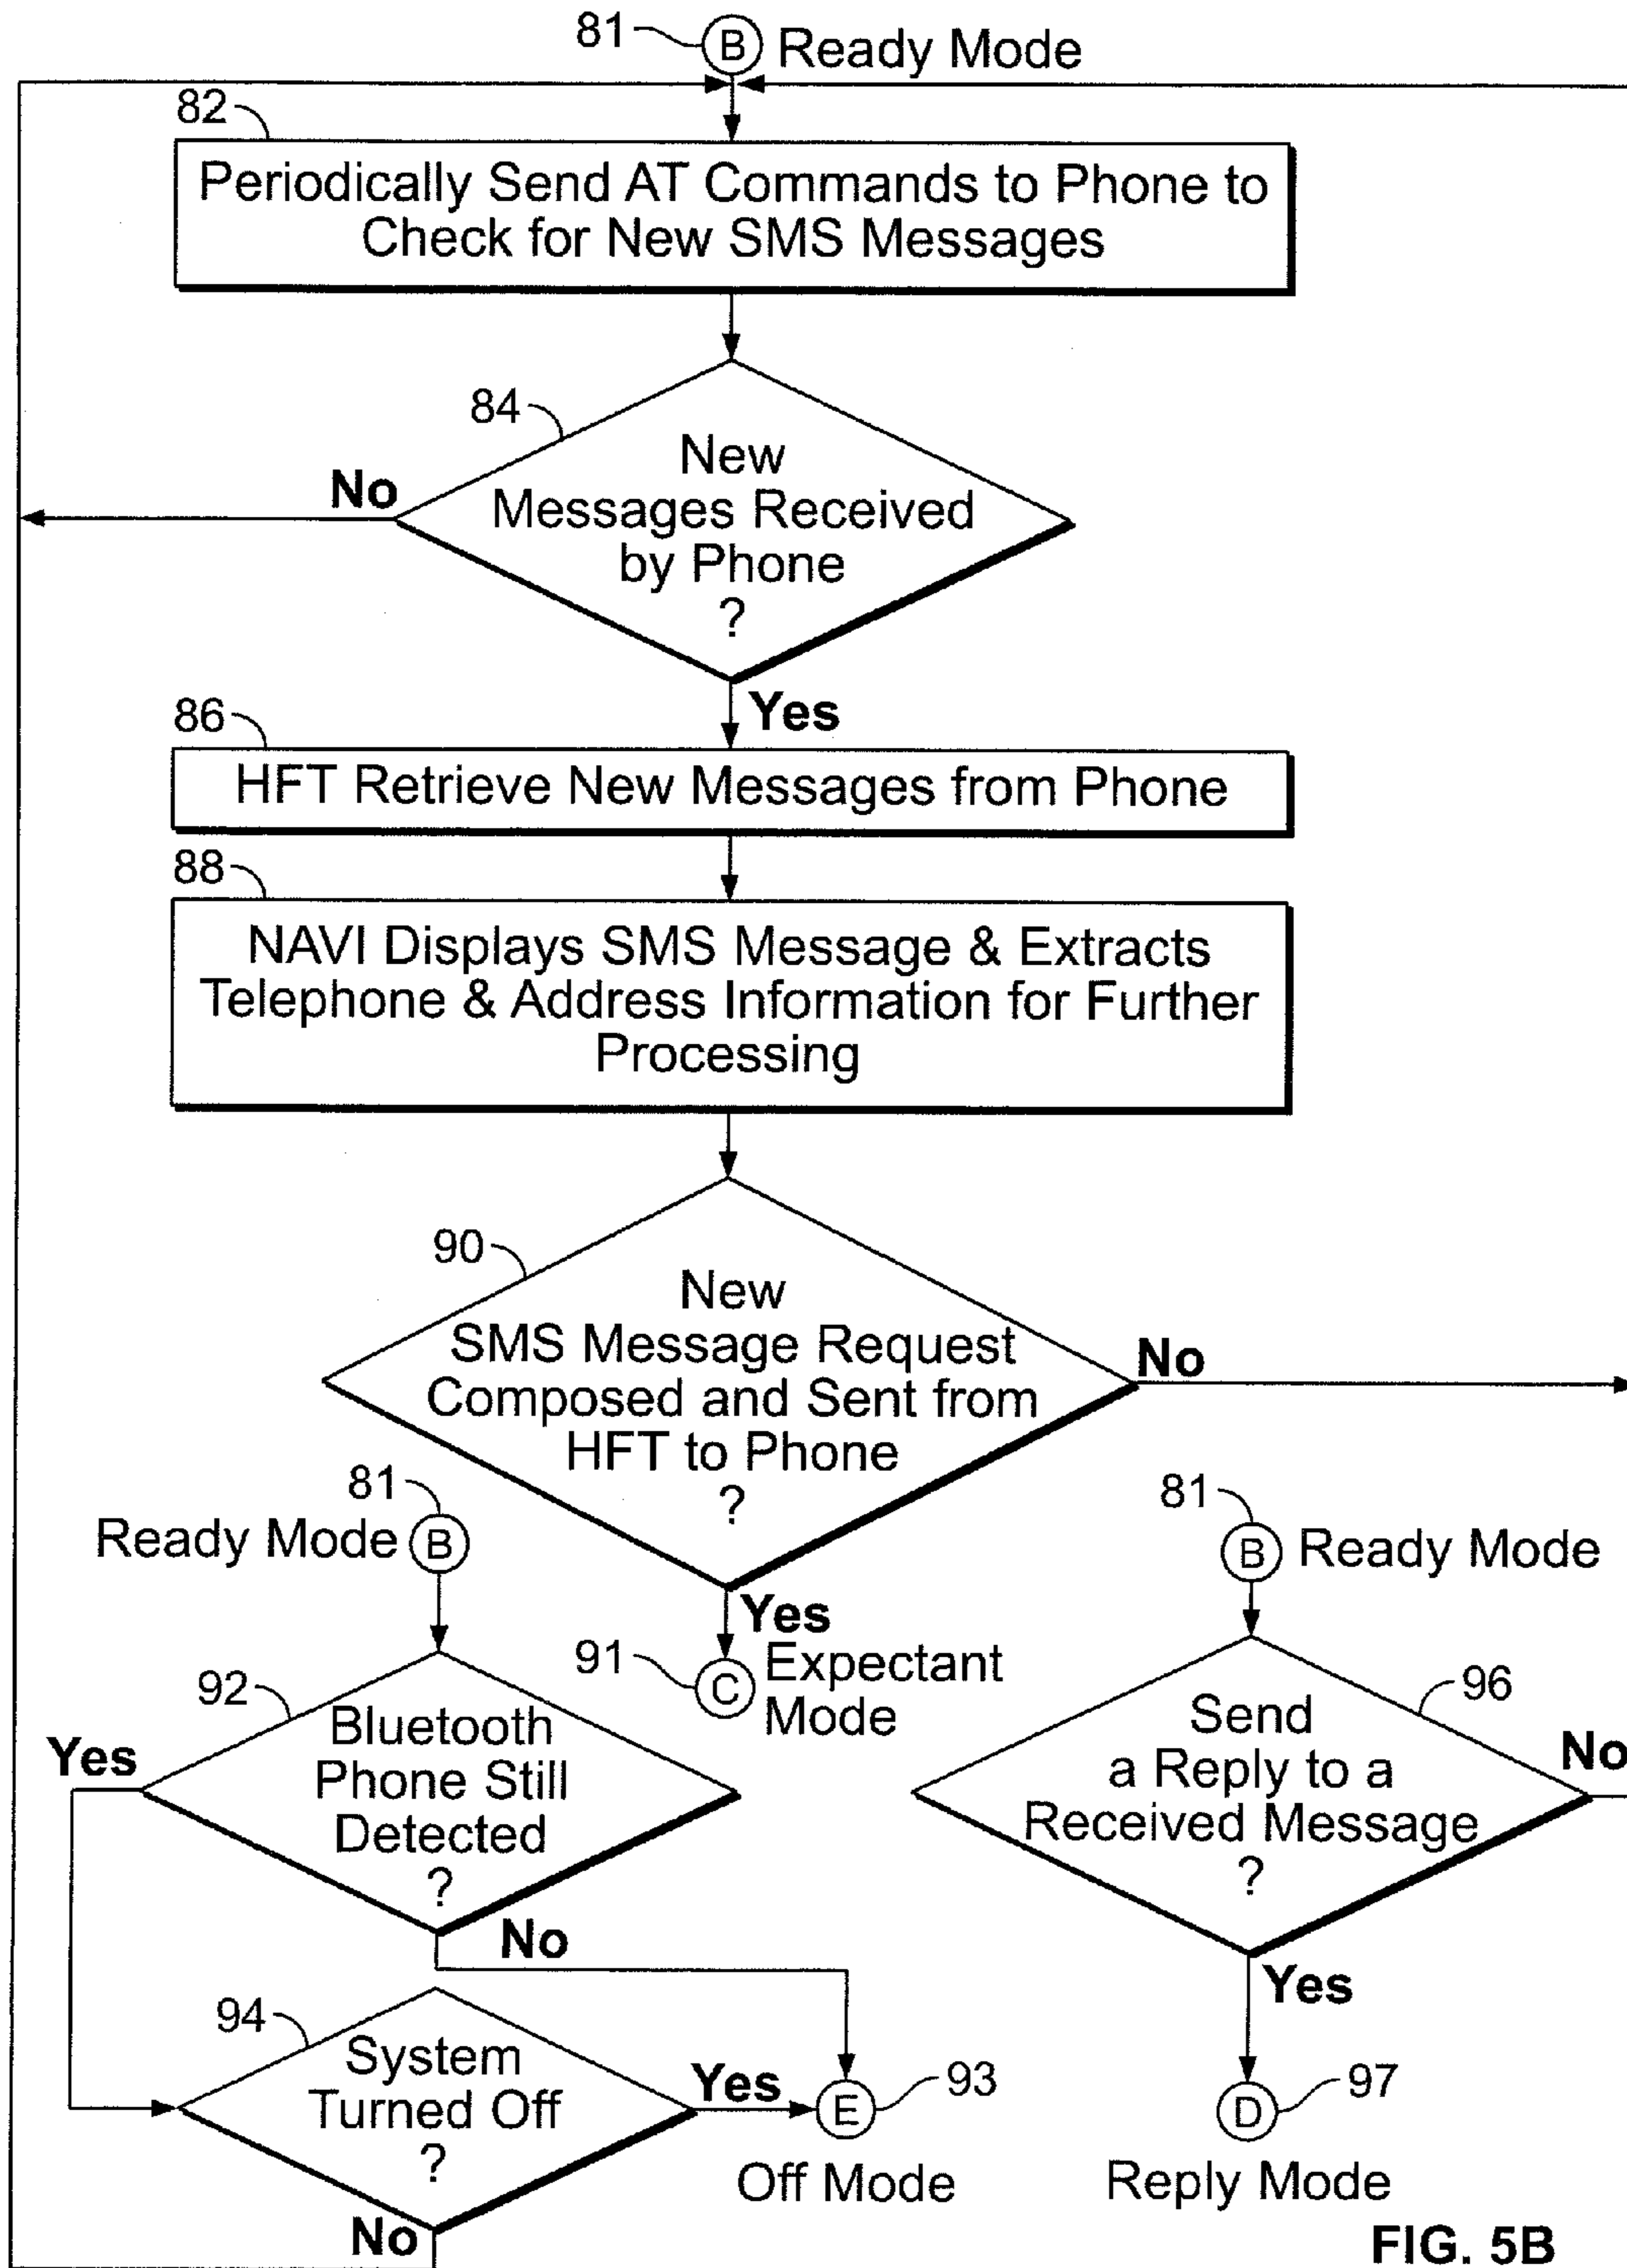 81 B Ready Mode
82
Periodically Send AT Commands to Phone to
Check for New SMS Messages
84
New
Messages Received
by Phone
?
No
Yes
86
HFT Retrieve New Messages from Phone
88
NAVI Displays SMS Message & Extracts
Telephone & Address Information for Further
Processing
90
New
SMS Message Request
Composed and Sent from
HFT to Phone
?
No
Yes
91 C Expectant
Mode
81
Ready Mode B
92
Bluetooth
Phone Still
Detected
?
Yes
No
94
System
Turned Off
?
Yes
E 93
Off Mode
No
81
B Ready Mode
96
Send
a Reply to a
Received Message
?
No
Yes
D 97
Reply Mode
FIG. 5B